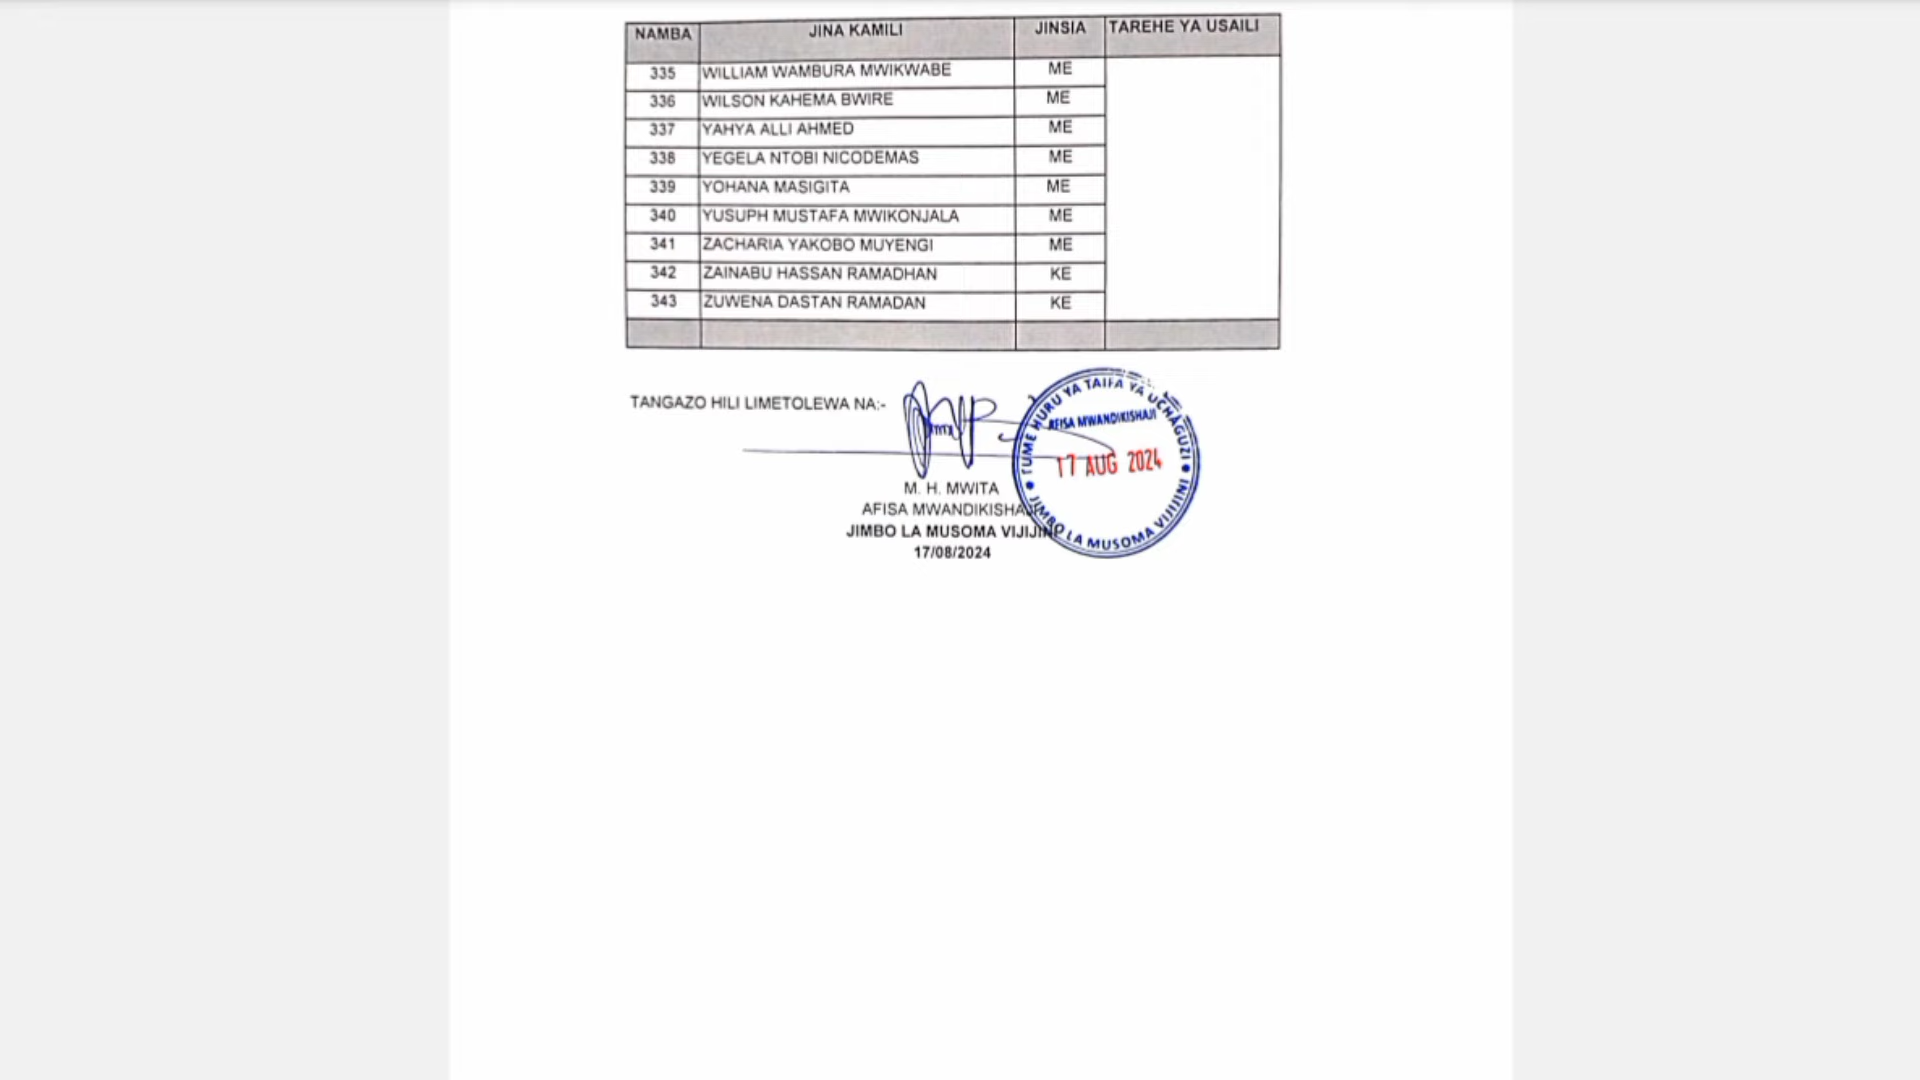 NAMBA JINA KAMILI JINSIA TAREHE YA USAILI
335 WILLIAM WAMBURA MWIKWABE ME
336 WILSON KAHEMA BWIRE ME
337 YAHYA ALLI AHMED ME
338 YEGELA NTOBI NICODEMAS ME
339 YOHANA MASIGITA ME
340 YUSUPH MUSTAFA MWIKONJALA ME
341 ZACHARIA YAKOBO MUYENGI ME
342 ZAINABU HASSAN RAMADHAN KE
343 ZUWENA DASTAN RAMADAN KE
TANGAZO HILI LIMETOLEWA NA:-
TUME HURU YA TAIFA YA UCHAGUZI
AFISA MWANDIKISHAJI
17 AUG 2024
JIMBO LA MUSOMA VIJIJINI
M. H. MWITA
AFISA MWANDIKISHAJI
JIMBO LA MUSOMA VIJIJINI
17/08/2024